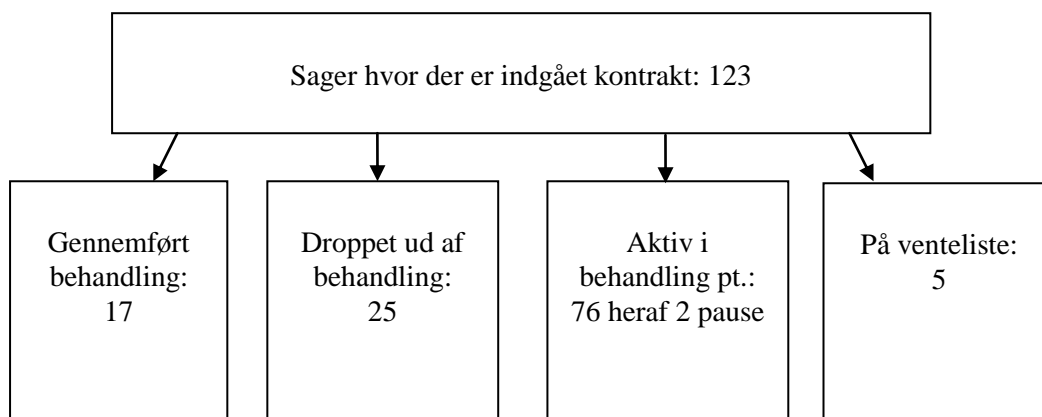 Sager hvor der er indgået kontrakt: 123
Gennemført
behandling:
17
Droppet ud af
behandling:
25
Aktiv i
behandling pt.:
76 heraf 2 pause
På venteliste:
5